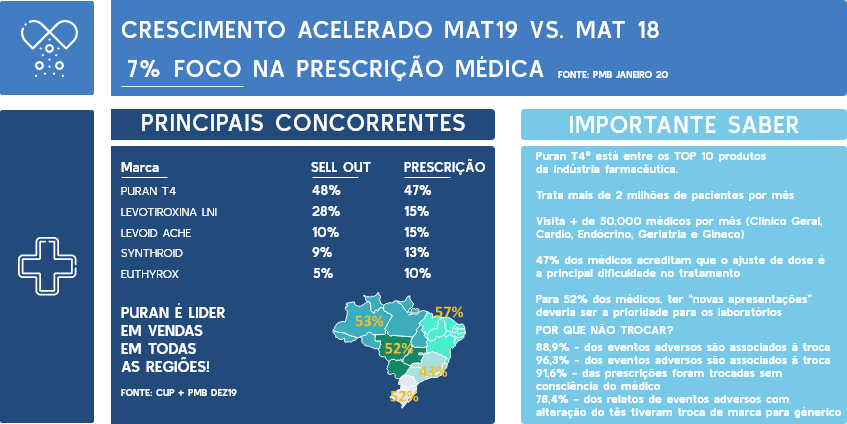 CRESCIMENTO ACELERADO MAT19 VS. MAT 18
7% FOCO NA PRESCRIÇÃO MÉDICA FONTE: PMB JANEIRO 20
PRINCIPAIS CONCORRENTES
Marca SELL OUT PRESCRIÇÃO
PURAN T4 48% 47%
LEVOTIROXINA LNI 28% 15%
LEVOID ACHE 10% 15%
SYNTHROID 9% 13%
EUTHYROX 5% 10%
PURAN É LIDER
EM VENDAS
EM TODAS
AS REGIÕES!
FONTE: CUP + PMB DEZ19
53%
57%
52%
43%
52%
IMPORTANTE SABER
Puran T4® está entre os TOP 10 produtos
da indústria farmacêutica.
Trata mais de 2 milhões de pacientes por mês
Visita + de 50.000 médicos por mês (Clínico Geral,
Cardio, Endócrino, Geriatria e Gineco)
47% dos médicos acreditam que o ajuste de dose é
a principal dificuldade no tratamento
Para 52% dos médicos, ter "novas apresentações"
deveria ser a prioridade para os laboratórios
POR QUE NÃO TROCAR?
88,9% - dos eventos adversos são associados à troca
96,3% - dos eventos adversos são associados à troca
91,6% - das prescrições foram trocadas sem
consciência do médico
78,4% - dos relatos de eventos adversos com
alteração do tês tiveram troca de marca para gênerico